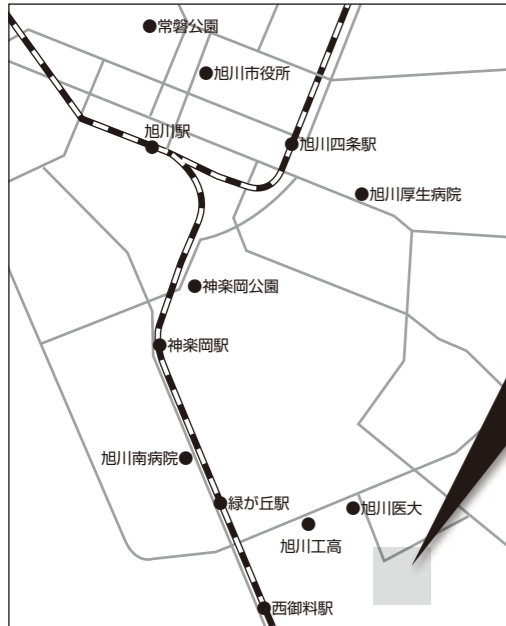 常磐公園
旭川市役所
旭川駅
旭川四条駅
旭川厚生病院
神楽岡公園
神楽岡駅
旭川南病院
緑が丘駅
旭川医大
旭川工高
西御料駅